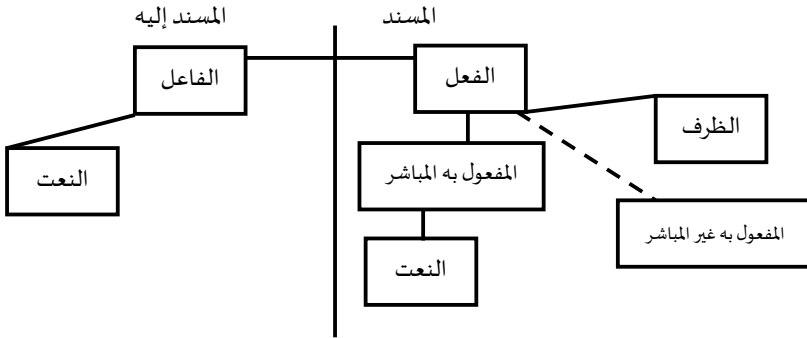 المسند
المسند إليه
الفعل
الفاعل
الظرف
المفعول به المباشر
النعت
المفعول به غير المباشر
النعت